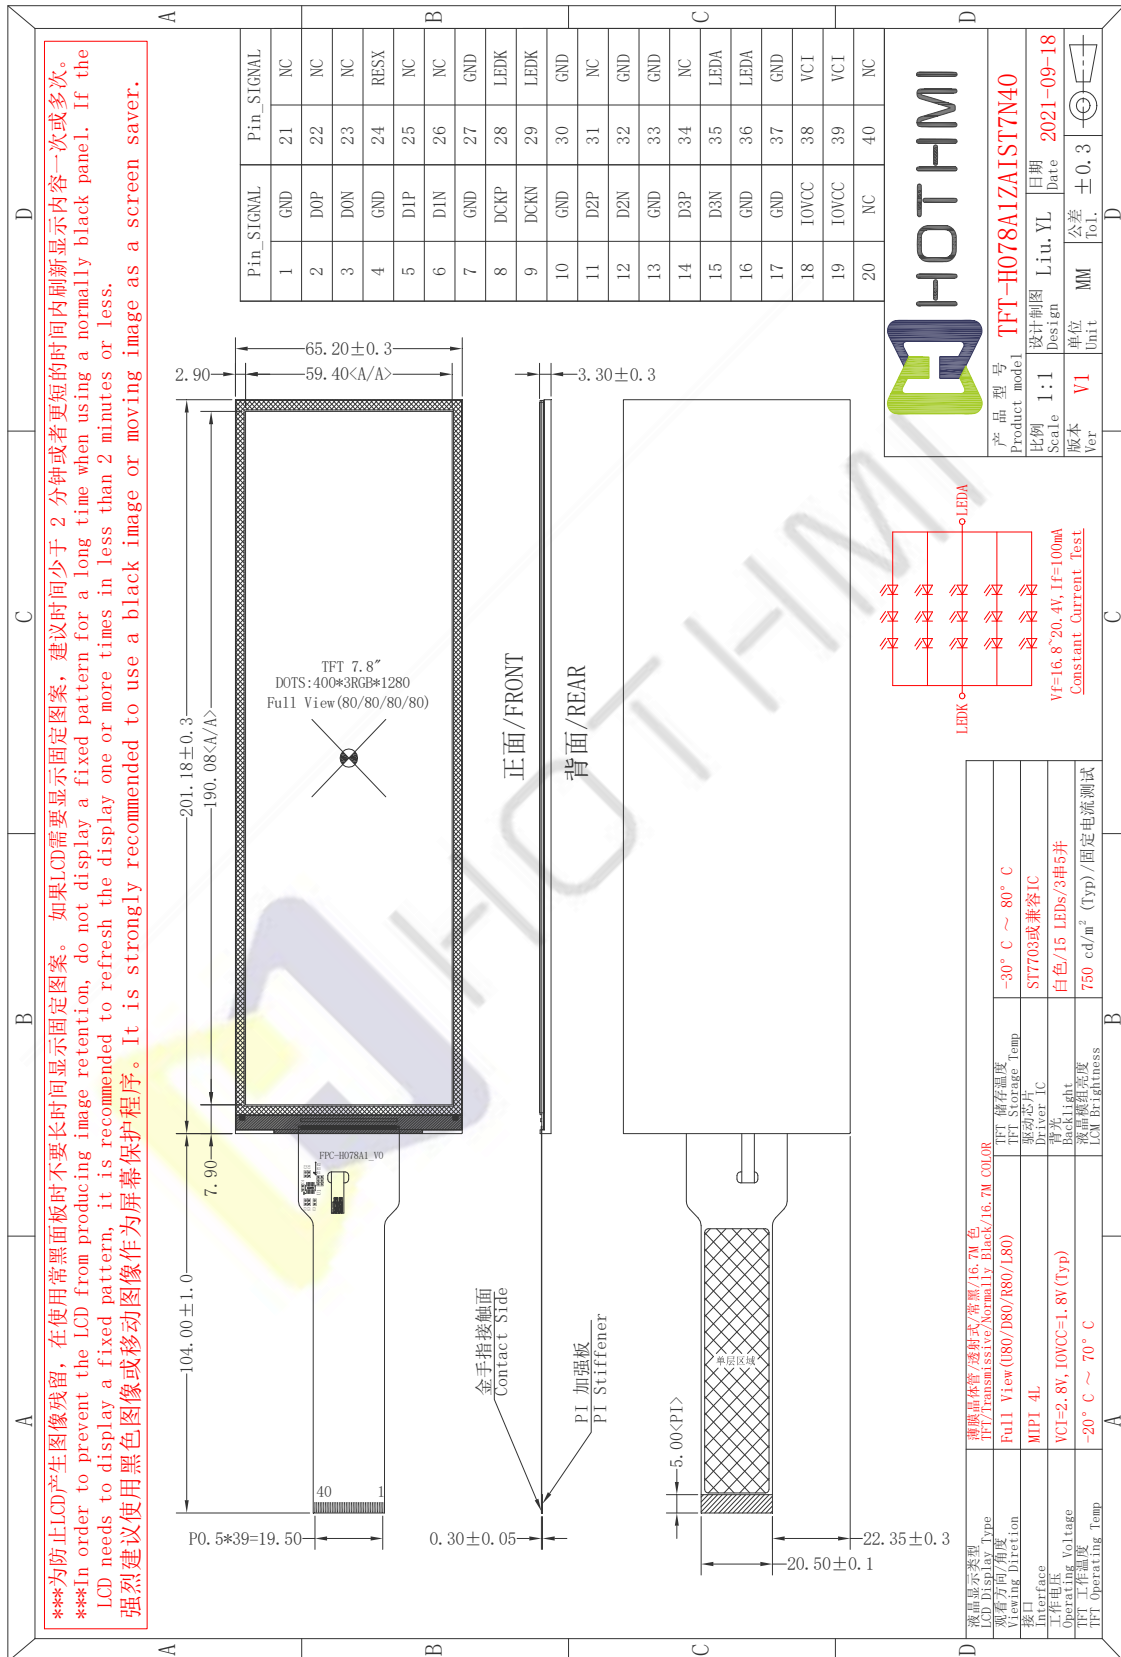 ***为防止LCD产生图像残留，在使用常黑面板时不要长时间显示固定图案。 如果LCD需要显示固定图案，建议时间少于 2 分钟或者更短的时间内刷新显示内容一次或多次。
***In order to prevent the LCD from producing image retention, do not display a fixed pattern for a long time when using a normally black panel. If the
LCD needs to display a fixed pattern, it is recommended to refresh the display one or more times in less than 2 minutes or less.
强烈建议使用黑色图像或移动图像作为屏幕保护程序。It is strongly recommended to use a black image or moving image as a screen saver.
A
B
C
D
201.18±0.3
190.08<A/A>
7.90
104.00±1.0
2.90
65.20±0.3
59.40<A/A>
TFT 7.8″
DOTS:400*3RGB*1280
Full View(80/80/80/80)
FPC-H078A1_V0
40
1
P0.5*39=19.50
3.30±0.3
正面/FRONT
背面/REAR
金手指接触面
Contact Side
PI 加强板
PI Stiffener
0.30±0.05
5.00<PI>
单层区域
22.35±0.3
20.50±0.1
Pin_SIGNAL Pin_SIGNAL
1 GND 21 NC
2 D0P 22 NC
3 D0N 23 NC
4 GND 24 RESX
5 D1P 25 NC
6 D1N 26 NC
7 GND 27 GND
8 DCKP 28 LEDK
9 DCKN 29 LEDK
10 GND 30 GND
11 D2P 31 NC
12 D2N 32 GND
13 GND 33 GND
14 D3P 34 NC
15 D3N 35 LEDA
16 GND 36 LEDA
17 GND 37 GND
18 IOVCC 38 VCI
19 IOVCC 39 VCI
20 NC 40 NC
LEDK
LEDA
Vf=16.8~20.4V, If=100mA
Constant Current Test
液晶显示类型
LCD Display Type
薄膜晶体管/透射式/常黑/16.7M 色
TFT/Transmissive/Normally Black/16.7M COLOR
观看方向/角度
Viewing Diretion
Full View(U80/D80/R80/L80)
TFT 储存温度
TFT Storage Temp
-30° C ~ 80° C
接口
Interface
MIPI 4L
驱动芯片
Driver IC
ST7703或兼容IC
工作电压
Operating Voltage
VCI=2.8V, IOVCC=1.8V(Typ)
背光
Backlight
白色/15 LEDs/3串5并
TFT 工作温度
TFT Operating Temp
-20° C ~ 70° C
液晶模组亮度
LCM Brightness
750 cd/m² (Typ)/固定电流测试
HOTHMI
产 品 型 号
Product model
TFT-H078A1ZAIST7N40
比例
Scale
1:1
设计制图
Design
Liu.YL
日期
Date
2021-09-18
版本
Ver
V1
单位
Unit
MM
公差
Tol.
±0.3
HOTHMI
A
B
C
D